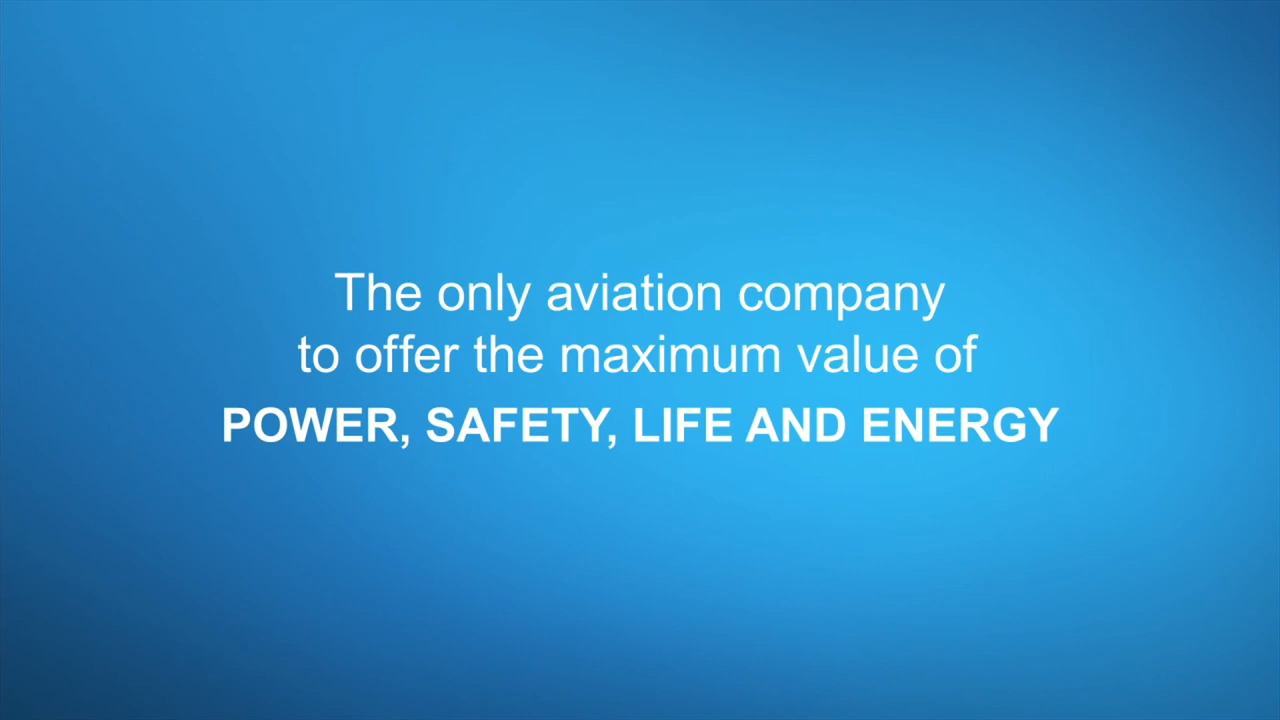 The only aviation company
to offer the maximum value of
POWER, SAFETY, LIFE AND ENERGY